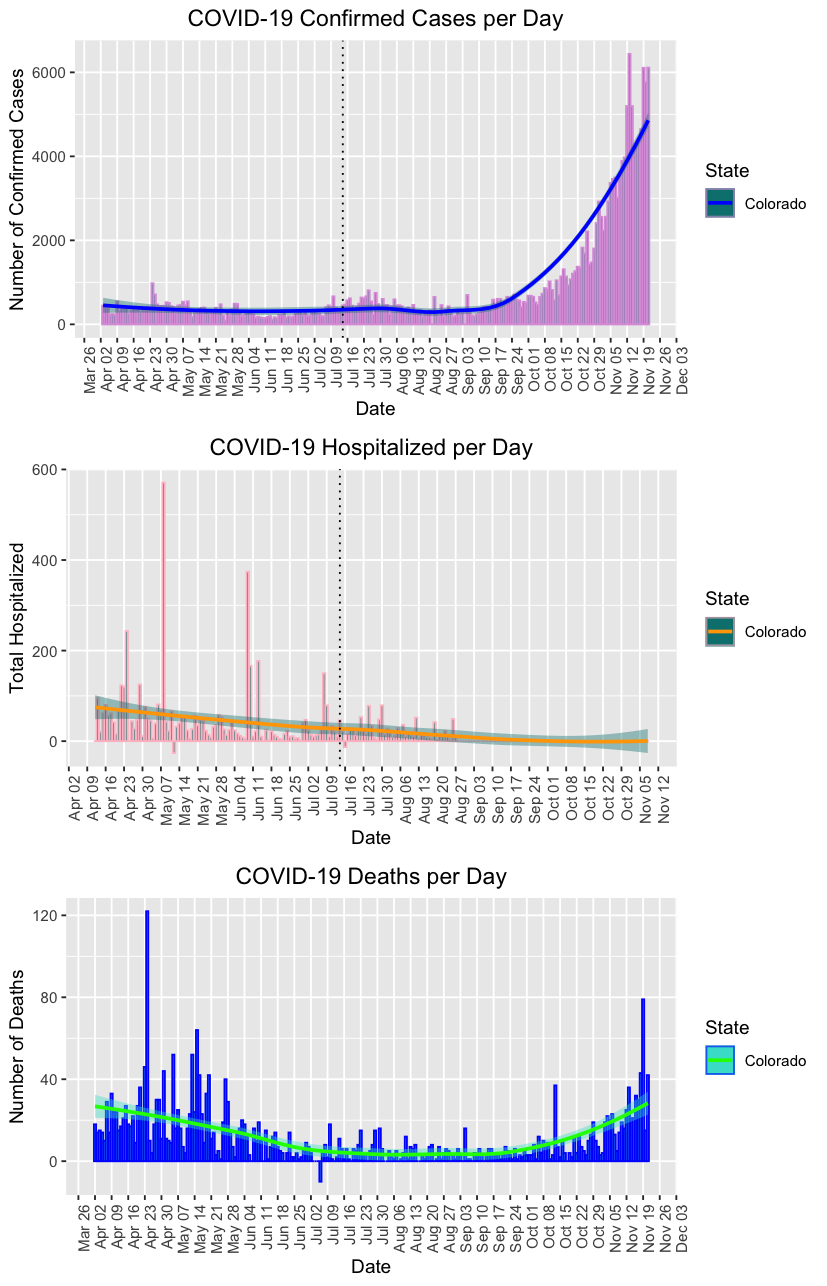 COVID-19 Confirmed Cases per Day
Number of Confirmed Cases
6000
4000
2000
0
Mar 26
Apr 02
Apr 09
Apr 16
Apr 23
Apr 30
May 07
May 14
May 21
May 28
Jun 04
Jun 11
Jun 18
Jun 25
Jul 02
Jul 09
Jul 16
Jul 23
Jul 30
Aug 06
Aug 13
Aug 20
Aug 27
Sep 03
Sep 10
Sep 17
Sep 24
Oct 01
Oct 08
Oct 15
Oct 22
Oct 29
Nov 05
Nov 12
Nov 19
Nov 26
Dec 03
Date
State
Colorado
COVID-19 Hospitalized per Day
Total Hospitalized
600
400
200
0
Apr 02
Apr 09
Apr 16
Apr 23
Apr 30
May 07
May 14
May 21
May 28
Jun 04
Jun 11
Jun 18
Jun 25
Jul 02
Jul 09
Jul 16
Jul 23
Jul 30
Aug 06
Aug 13
Aug 20
Aug 27
Sep 03
Sep 10
Sep 17
Sep 24
Oct 01
Oct 08
Oct 15
Oct 22
Oct 29
Nov 05
Nov 12
Date
State
Colorado
COVID-19 Deaths per Day
Number of Deaths
120
80
40
0
Mar 26
Apr 02
Apr 09
Apr 16
Apr 23
Apr 30
May 07
May 14
May 21
May 28
Jun 04
Jun 11
Jun 18
Jun 25
Jul 02
Jul 09
Jul 16
Jul 23
Jul 30
Aug 06
Aug 13
Aug 20
Aug 27
Sep 03
Sep 10
Sep 17
Sep 24
Oct 01
Oct 08
Oct 15
Oct 22
Oct 29
Nov 05
Nov 12
Nov 19
Nov 26
Dec 03
Date
State
Colorado